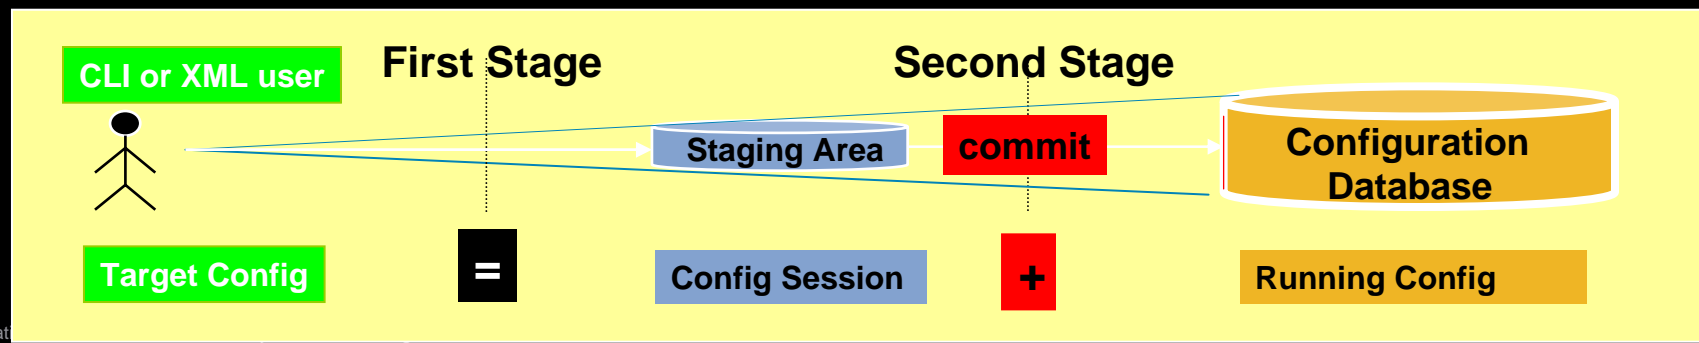 CLI or XML user
First Stage
Second Stage
Staging Area
commit
Configuration
Database
Target Config
=
Config Session
+
Running Config